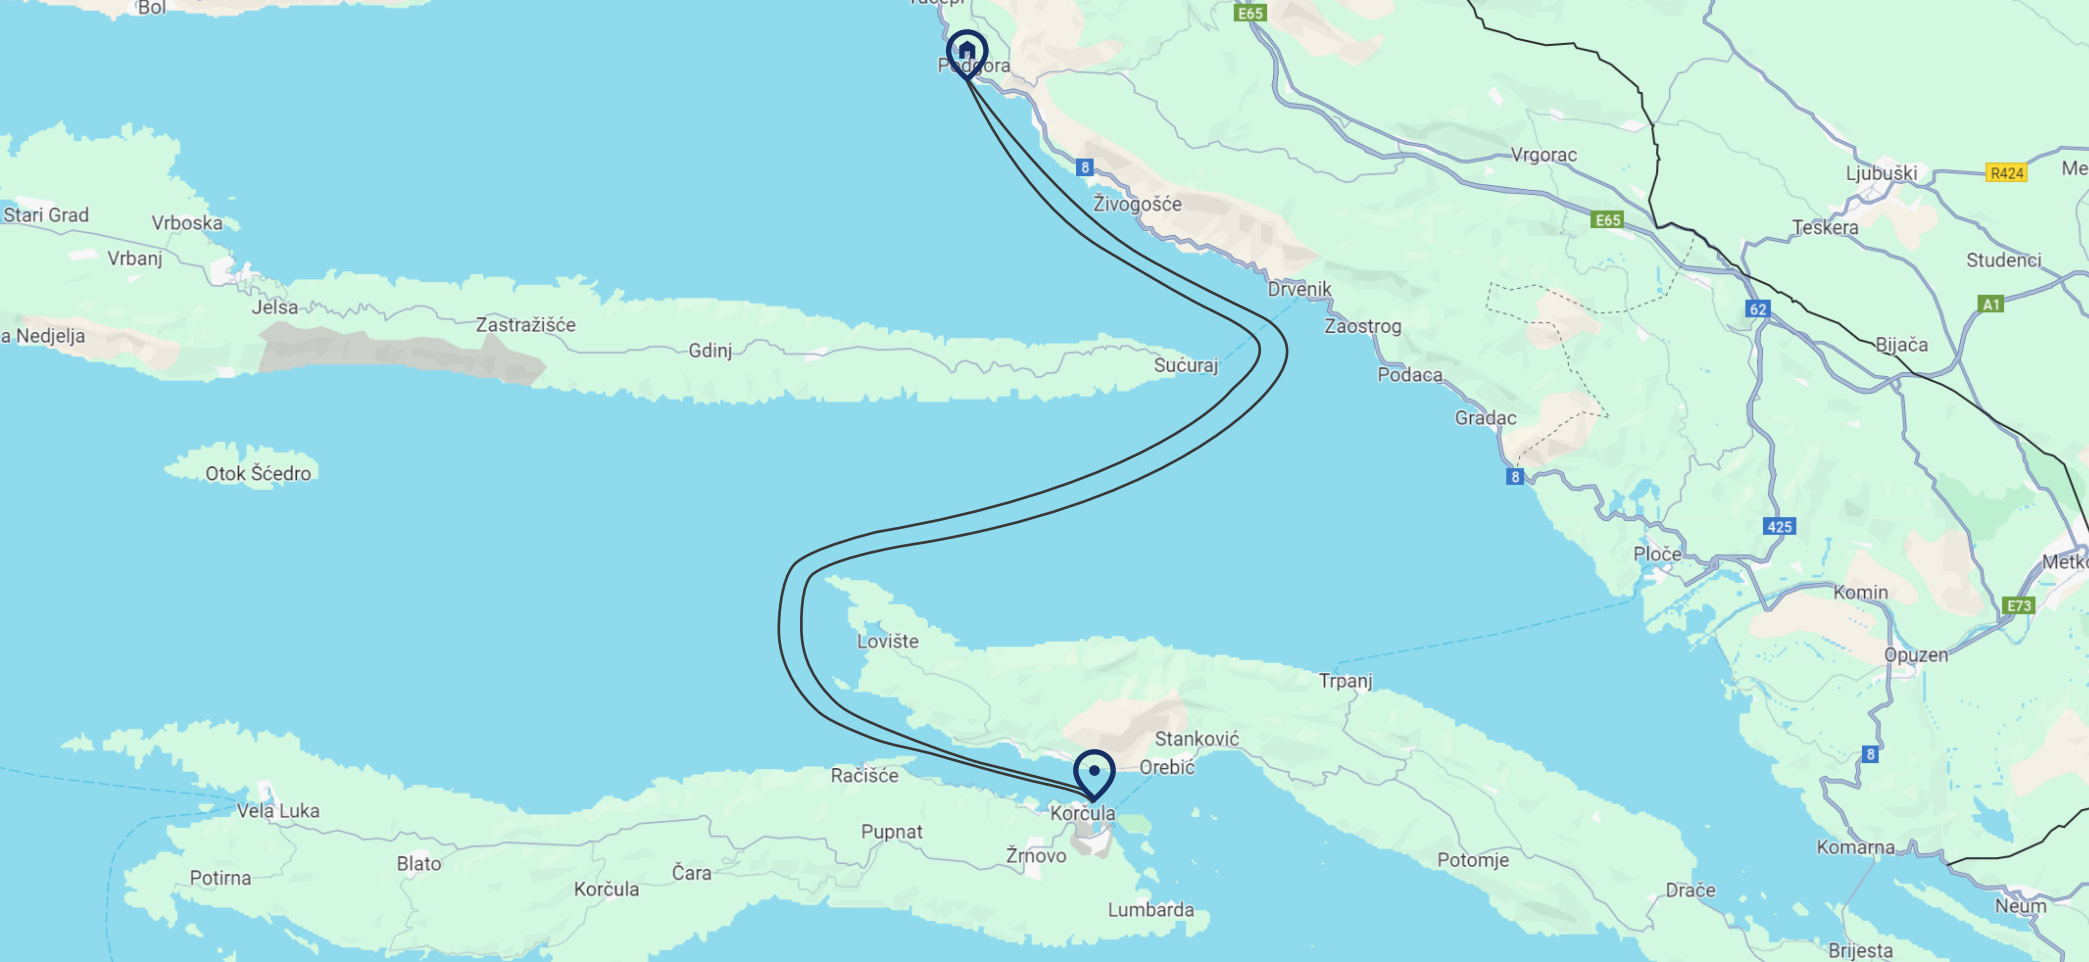 Bol
Tučepi
E65
Podgora
8
Vrgorac
Ljubuški
R424
Me
Živogošće
Stari Grad
Vrboska
E65
Teskera
Vrbanj
Studenci
Drvenik
Jelsa
A1
62
Zastražišće
Zaostrog
a Nedjelja
Bijača
Gdinj
Sućuraj
Podaca
Gradac
Otok Šćedro
8
425
Ploče
Metko
Komin
E73
Lovište
Opuzen
Trpanj
Stanković
8
Orebić
Račišće
Vela Luka
Korčula
Pupnat
Komarna
Žrnovo
Blato
Potomje
Čara
Potirna
Korčula
Drače
Lumbarda
Neum
Brijesta